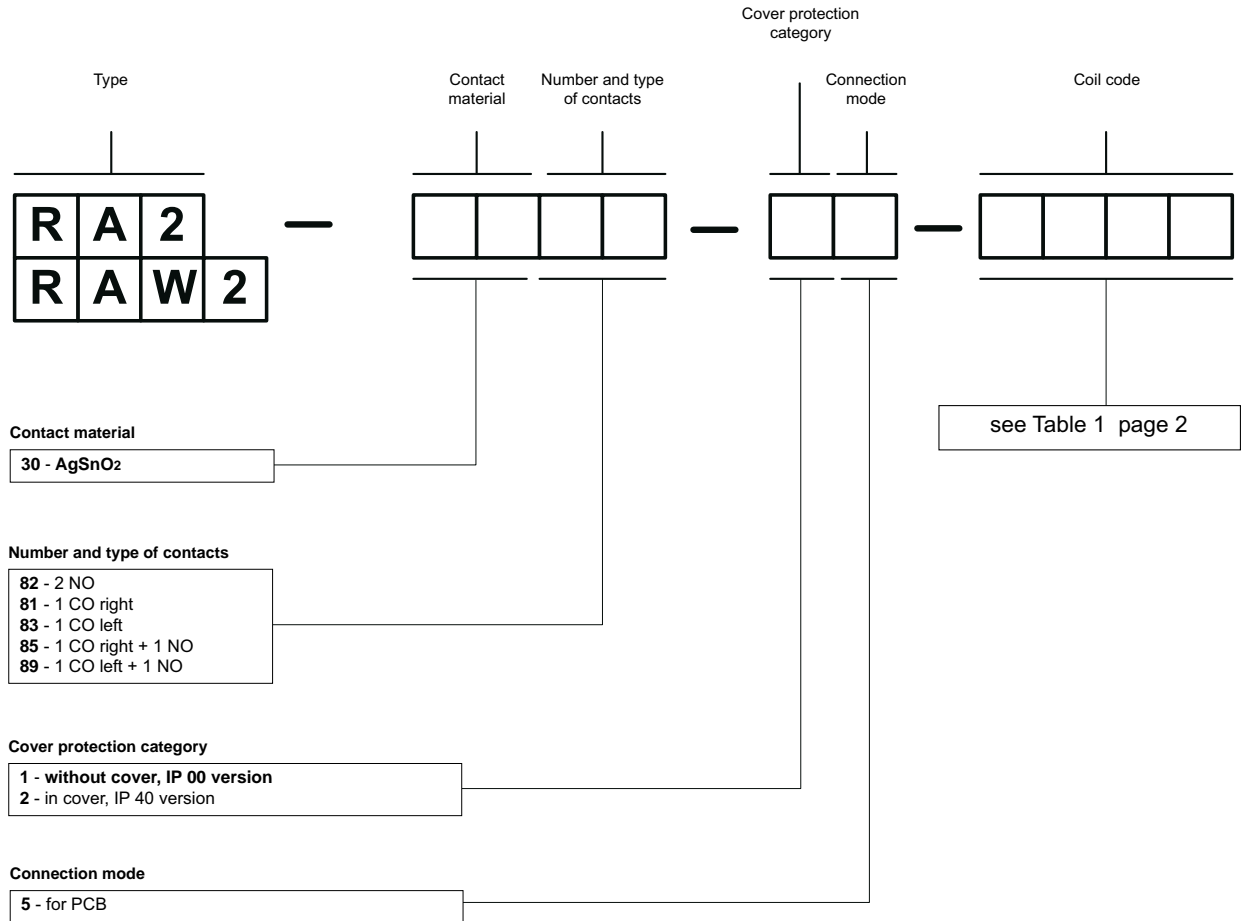 Cover protection
category
Type
Contact
material
Number and type
of contacts
Connection
mode
Coil code
R A 2 — — —
R A W 2
see Table 1 page 2
Contact material
30 - AgSnO2
Number and type of contacts
82 - 2 NO
81 - 1 CO right
83 - 1 CO left
85 - 1 CO right + 1 NO
89 - 1 CO left + 1 NO
Cover protection category
1 - without cover, IP 00 version
2 - in cover, IP 40 version
Connection mode
5 - for PCB